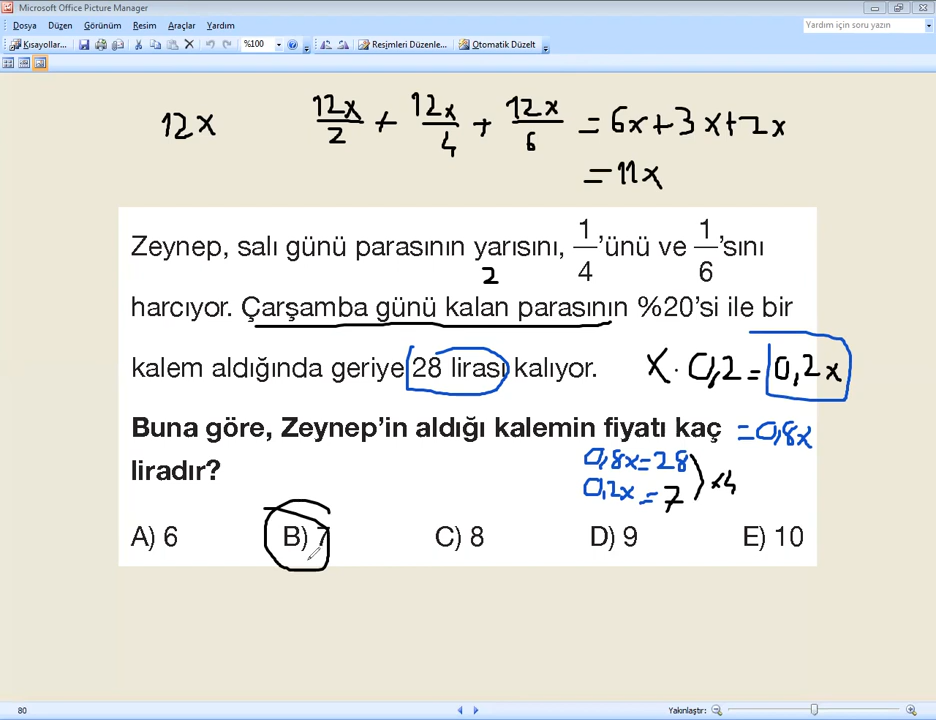 Microsoft Office Picture Manager
Dosya Düzen Görünüm Resim Araçlar Yardım
Yardım için soru yazın
Kısayollar... %100 Resimleri Düzenle... Otomatik Düzelt
12x 12x/2 + 12x/4 + 12x/6 = 6x+3x+2x
= 11x
Zeynep, salı günü parasının yarısını, 1/4'ünü ve 1/6'sını
2
harcıyor. Çarşamba günü kalan parasının %20'si ile bir
kalem aldığında geriye 28 lirası kalıyor. x · 0,2 = 0,2x
Buna göre, Zeynep'in aldığı kalemin fiyatı kaç = 0,8x
liradır? 0,8x=28
0,2x = 7 x4
A) 6 B) 7 C) 8 D) 9 E) 10
80 Yakınlaştır: